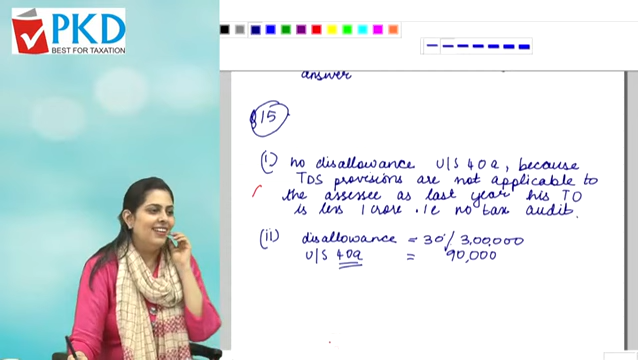 PKD
BEST FOR TAXATION
answer
15
(i) no disallowance U/S 40a, because
TDS provisions are not applicable to
the assessee as last year his TO
is less 1 crore .i.e no tax audit.
(ii) disallowance = 30% 3,00,000
U/S 40a = 90,000